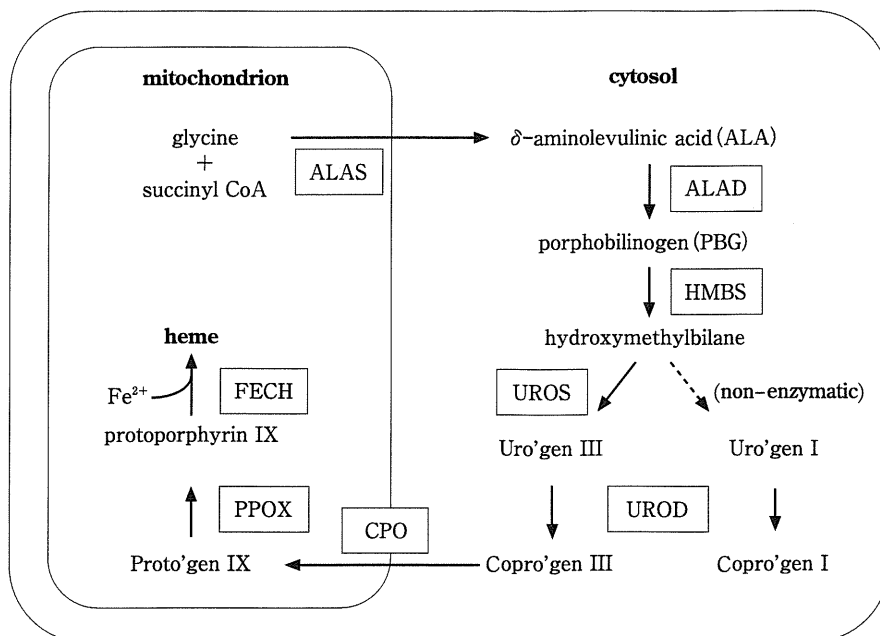 mitochondrion
cytosol
glycine
+
succinyl CoA
ALAS
δ-aminolevulinic acid (ALA)
ALAD
porphobilinogen (PBG)
HMBS
hydroxymethylbilane
heme
Fe²⁺
FECH
protoporphyrin IX
UROS
(non-enzymatic)
Uro'gen III
Uro'gen I
PPOX
CPO
UROD
Proto'gen IX
Copro'gen III
Copro'gen I